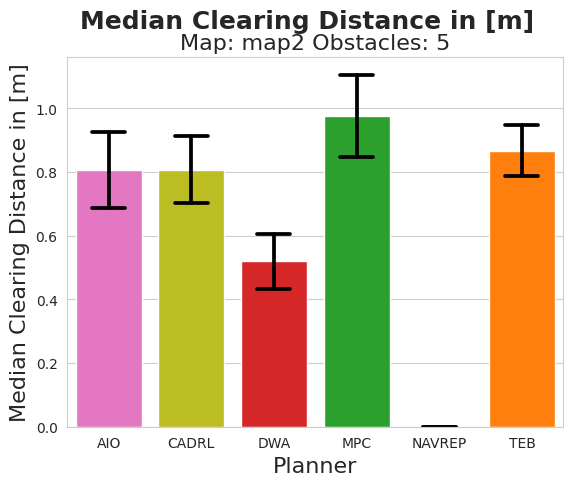 Median Clearing Distance in [m]
Map: map2 Obstacles: 5
Median Clearing Distance in [m]
1.0
0.8
0.6
0.4
0.2
0.0
AIO CADRL DWA MPC NAVREP TEB
Planner